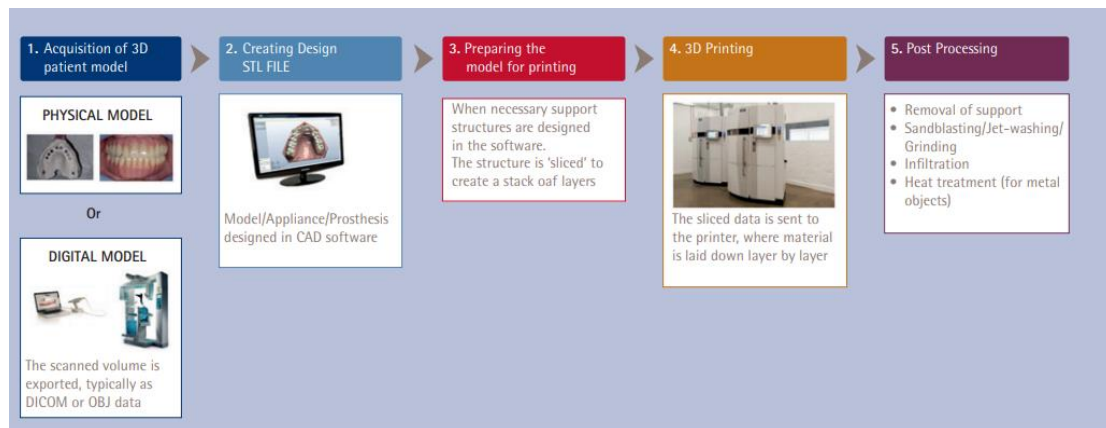 1. Acquisition of 3D
patient model
PHYSICAL MODEL
Or
DIGITAL MODEL
The scanned volume is
exported, typically as
DICOM or OBJ data
2. Creating Design
STL FILE
Model/Appliance/Prosthesis
designed in CAD software
3. Preparing the
model for printing
When necessary support
structures are designed
in the software.
The structure is 'sliced' to
create a stack oaf layers
4. 3D Printing
The sliced data is sent to
the printer, where material
is laid down layer by layer
5. Post Processing
• Removal of support
• Sandblasting/Jet-washing/
Grinding
• Infiltration
• Heat treatment (for metal
objects)